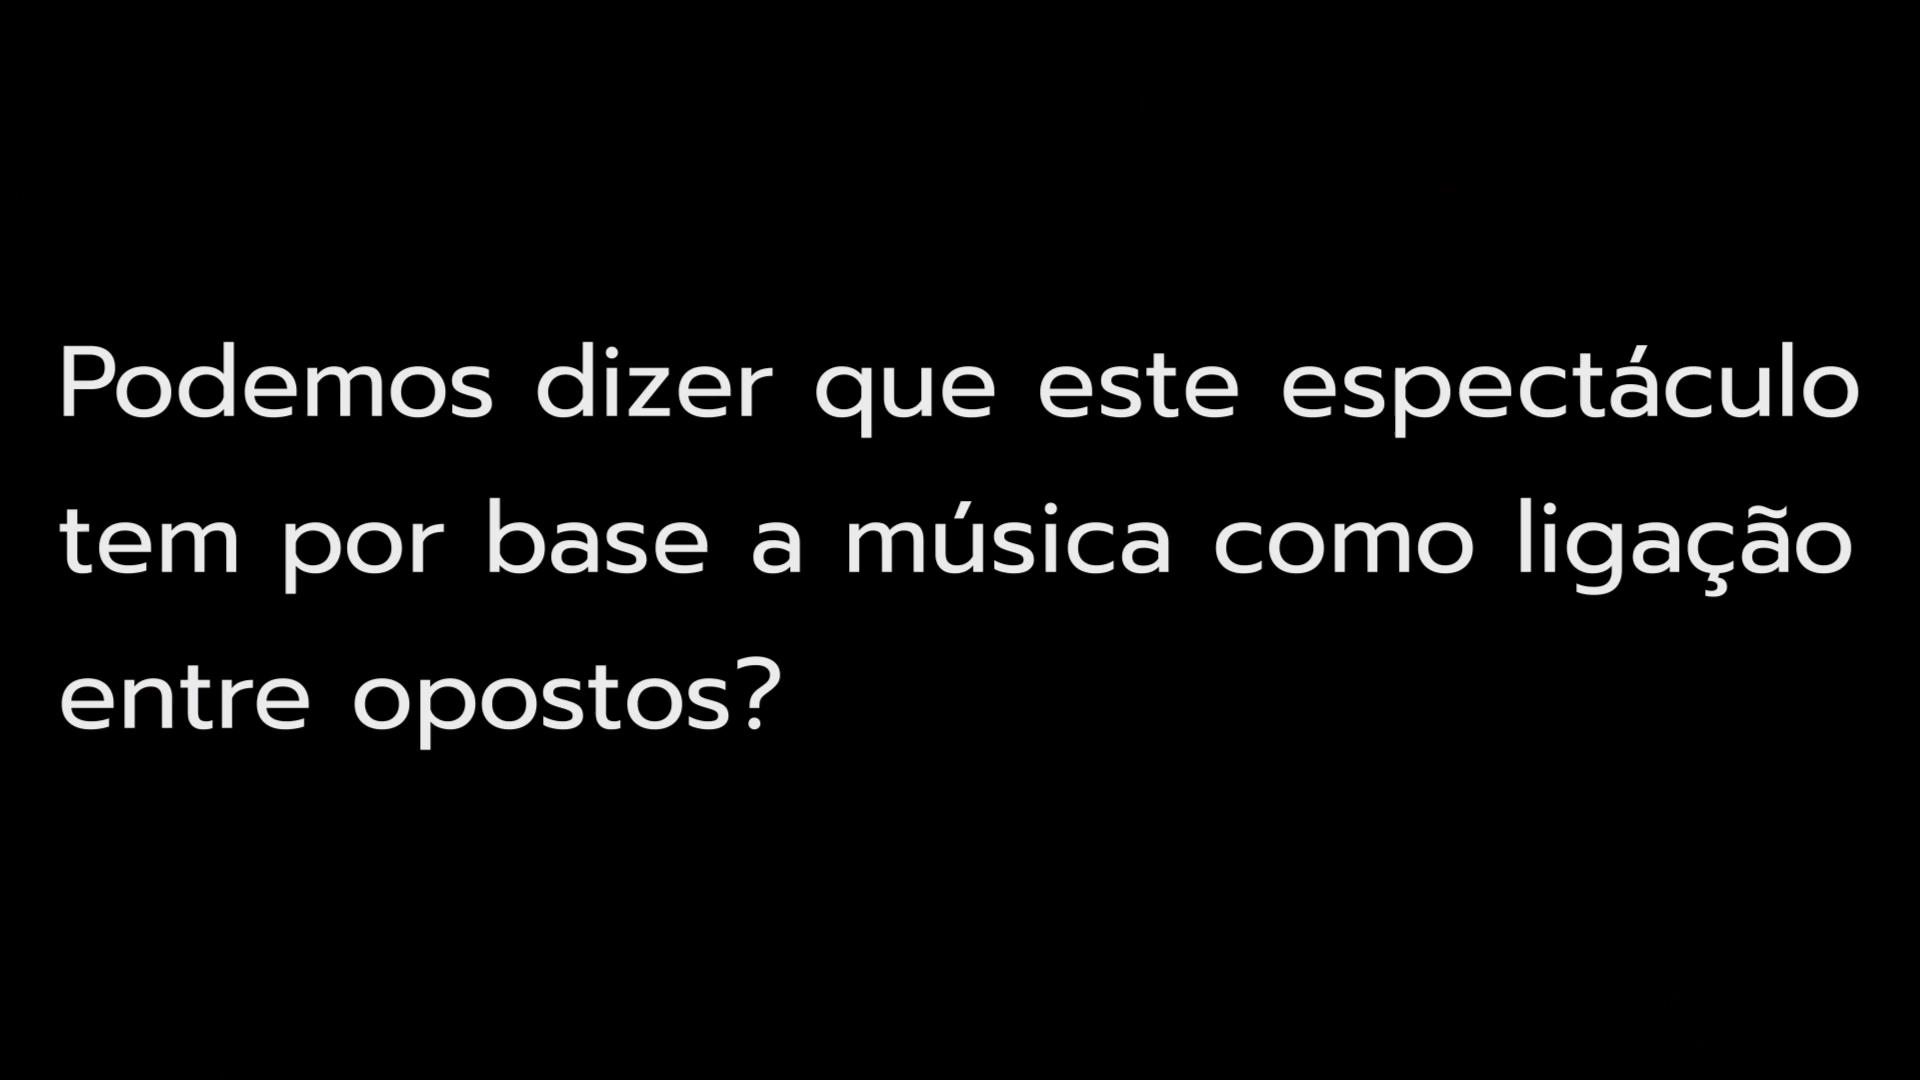 Podemos dizer que este espectáculo
tem por base a música como ligação
entre opostos?